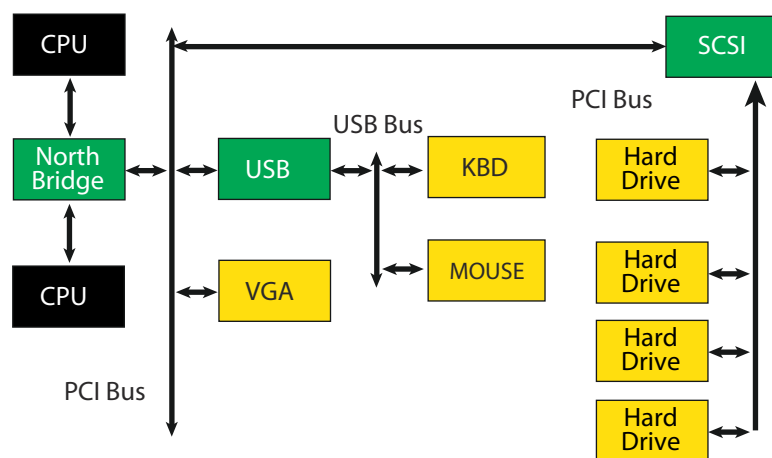 CPU
SCSI
PCI Bus
USB Bus
North
Bridge
USB
KBD
Hard
Drive
CPU
VGA
MOUSE
Hard
Drive
Hard
Drive
PCI Bus
Hard
Drive